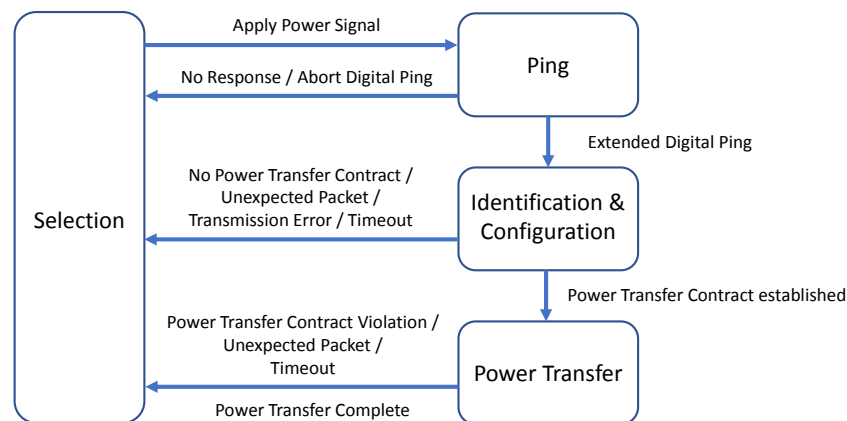 Apply Power Signal
Ping
No Response / Abort Digital Ping
Extended Digital Ping
No Power Transfer Contract /
Unexpected Packet /
Transmission Error / Timeout
Selection
Identification &
Configuration
Power Transfer Contract established
Power Transfer Contract Violation /
Unexpected Packet /
Timeout
Power Transfer
Power Transfer Complete